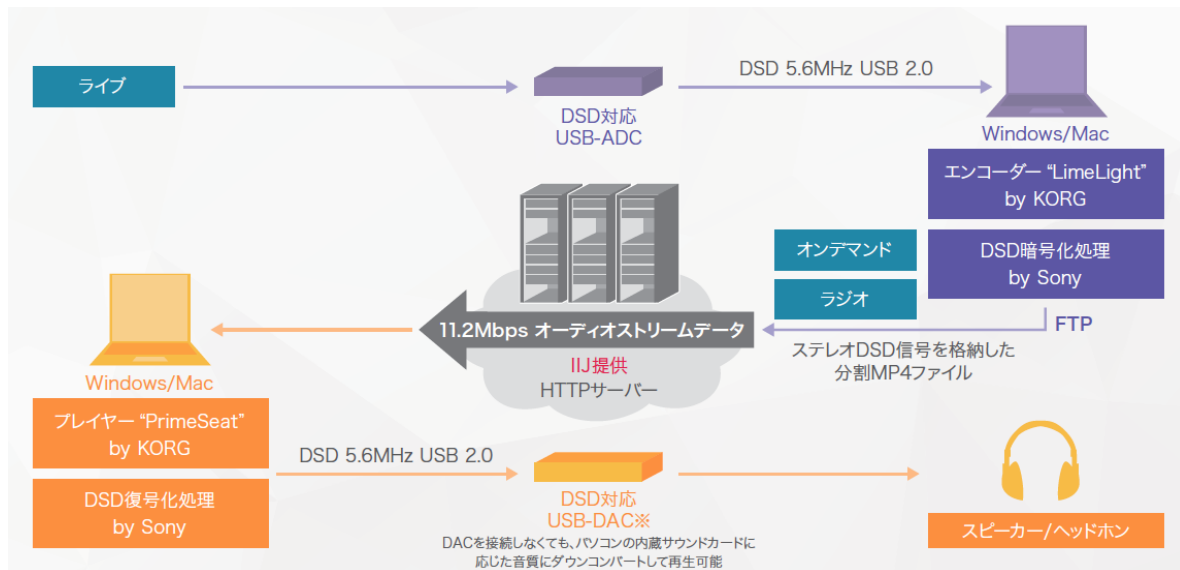 ライブ
DSD対応
USB-ADC
DSD 5.6MHz USB 2.0
Windows/Mac
エンコーダー “LimeLight”
by KORG
DSD暗号化処理
by Sony
オンデマンド
ラジオ
FTP
ステレオDSD信号を格納した
分割MP4ファイル
11.2Mbps オーディオストリームデータ
IIJ提供
HTTPサーバー
Windows/Mac
プレイヤー “PrimeSeat”
by KORG
DSD復号化処理
by Sony
DSD 5.6MHz USB 2.0
DSD対応
USB-DAC※
DACを接続しなくても、パソコンの内蔵サウンドカードに
応じた音質にダウンコンバートして再生可能
スピーカー/ヘッドホン